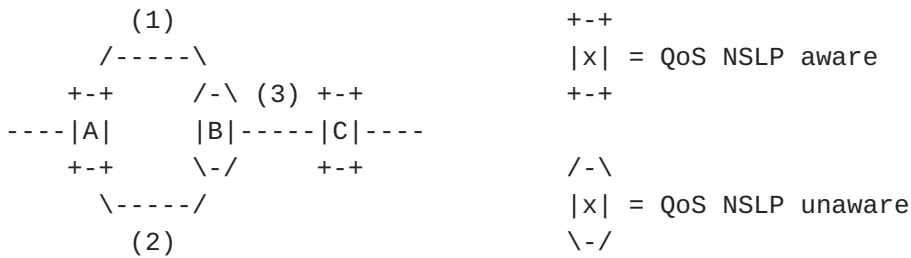 (1)                           +-+
       /-----\                         |x| = QoS NSLP aware
     +-+     /-\ (3) +-+               +-+
 ----|A|     |B|-----|C|----
     +-+     \-/     +-+               /-\
       \-----/                         |x| = QoS NSLP unaware
         (2)                           \-/